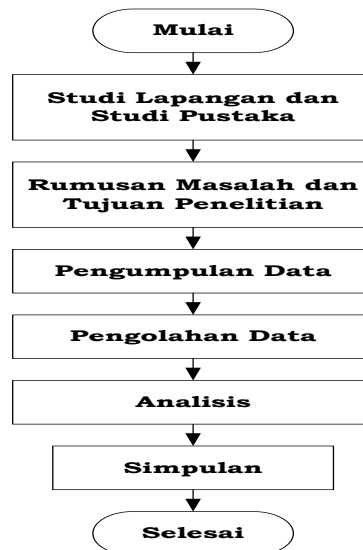 Mulai
Studi Lapangan dan
Studi Pustaka
Rumusan Masalah dan
Tujuan Penelitian
Pengumpulan Data
Pengolahan Data
Analisis
Simpulan
Selesai